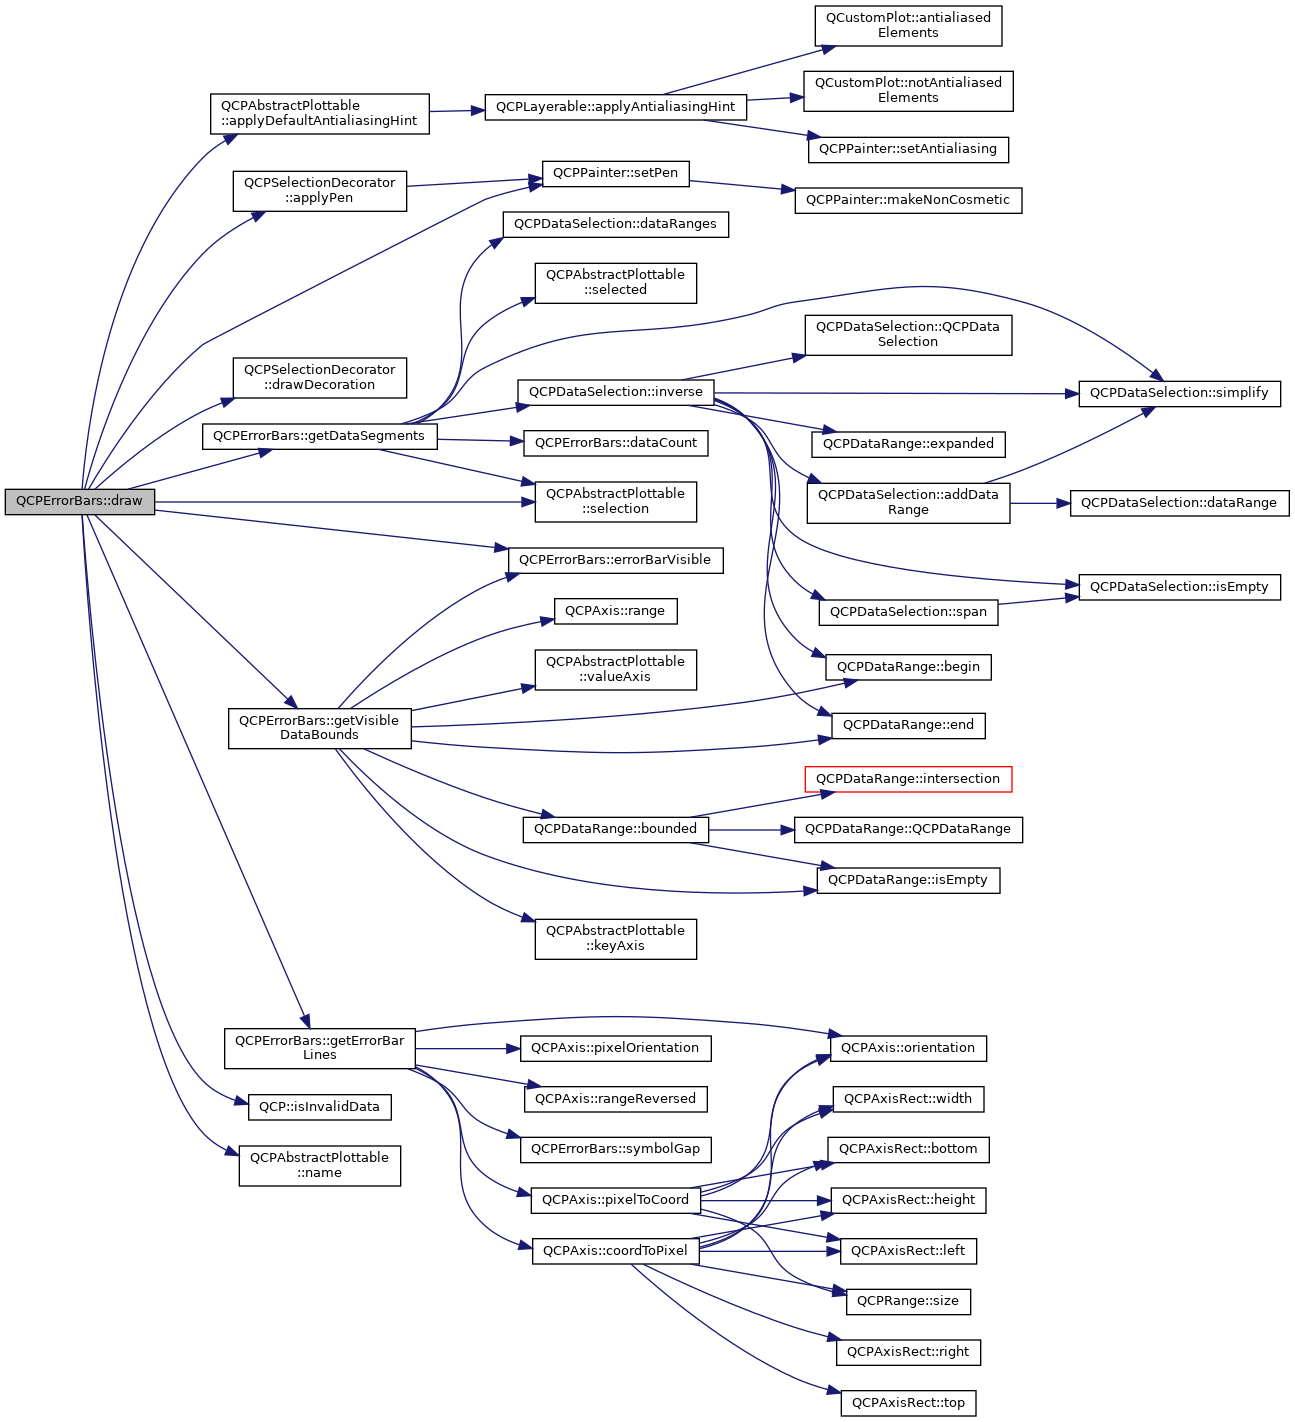 QCustomPlot::antialiased
Elements
QCPAbstractPlottable
::applyDefaultAntialiasingHint
QCPLayerable::applyAntialiasingHint
QCustomPlot::notAntialiased
Elements
QCPPainter::setAntialiasing
QCPSelectionDecorator
::applyPen
QCPPainter::setPen
QCPPainter::makeNonCosmetic
QCPDataSelection::dataRanges
QCPAbstractPlottable
::selected
QCPDataSelection::QCPData
Selection
QCPSelectionDecorator
::drawDecoration
QCPDataSelection::inverse
QCPDataSelection::simplify
QCPErrorBars::getDataSegments
QCPErrorBars::dataCount
QCPDataRange::expanded
QCPErrorBars::draw
QCPAbstractPlottable
::selection
QCPDataSelection::addData
Range
QCPDataSelection::dataRange
QCPErrorBars::errorBarVisible
QCPDataSelection::isEmpty
QCPAxis::range
QCPDataSelection::span
QCPAbstractPlottable
::valueAxis
QCPDataRange::begin
QCPErrorBars::getVisible
DataBounds
QCPDataRange::end
QCPDataRange::intersection
QCPDataRange::bounded
QCPDataRange::QCPDataRange
QCPDataRange::isEmpty
QCPAbstractPlottable
::keyAxis
QCPErrorBars::getErrorBar
Lines
QCPAxis::pixelOrientation
QCPAxis::orientation
QCPAxis::rangeReversed
QCPAxisRect::width
QCP::isInvalidData
QCPErrorBars::symbolGap
QCPAxisRect::bottom
QCPAbstractPlottable
::name
QCPAxis::pixelToCoord
QCPAxisRect::height
QCPAxis::coordToPixel
QCPAxisRect::left
QCPRange::size
QCPAxisRect::right
QCPAxisRect::top